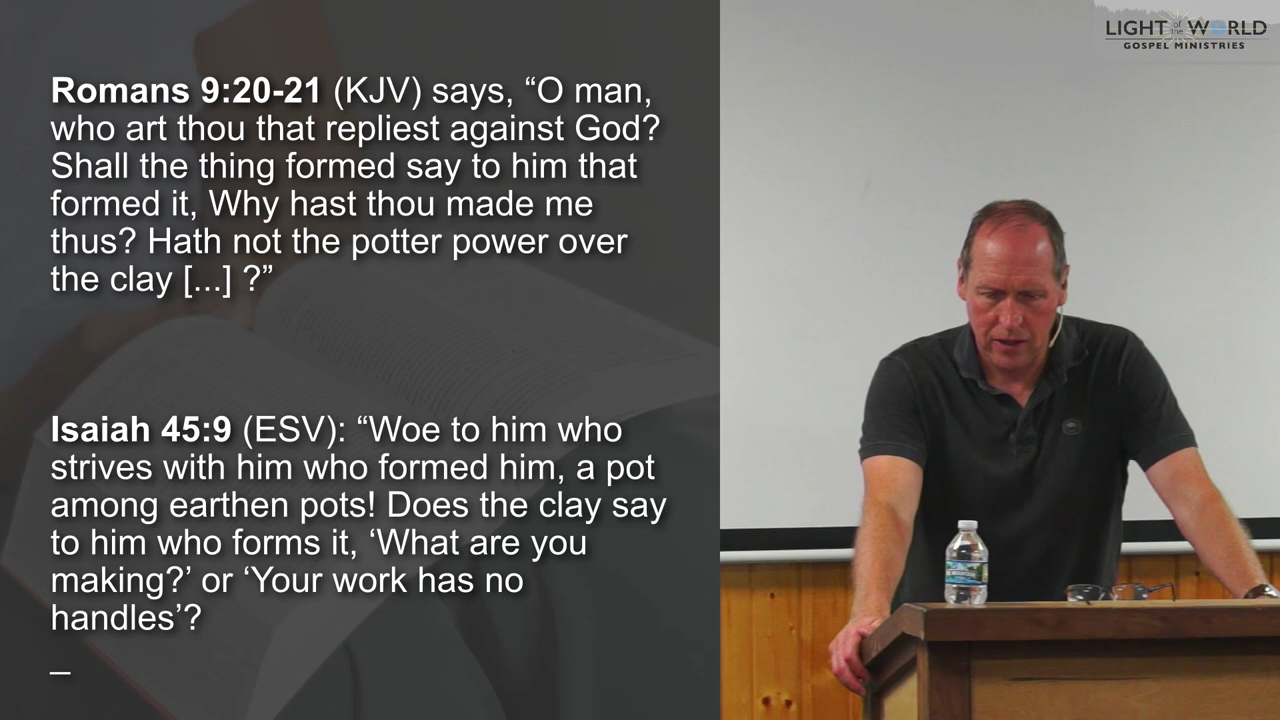 Romans 9:20-21 (KJV) says, “O man,
who art thou that repliest against God?
Shall the thing formed say to him that
formed it, Why hast thou made me
thus? Hath not the potter power over
the clay [...] ?”
Isaiah 45:9 (ESV): “Woe to him who
strives with him who formed him, a pot
among earthen pots! Does the clay say
to him who forms it, ‘What are you
making?’ or ‘Your work has no
handles’?
_
LIGHT of the WORLD
GOSPEL MINISTRIES